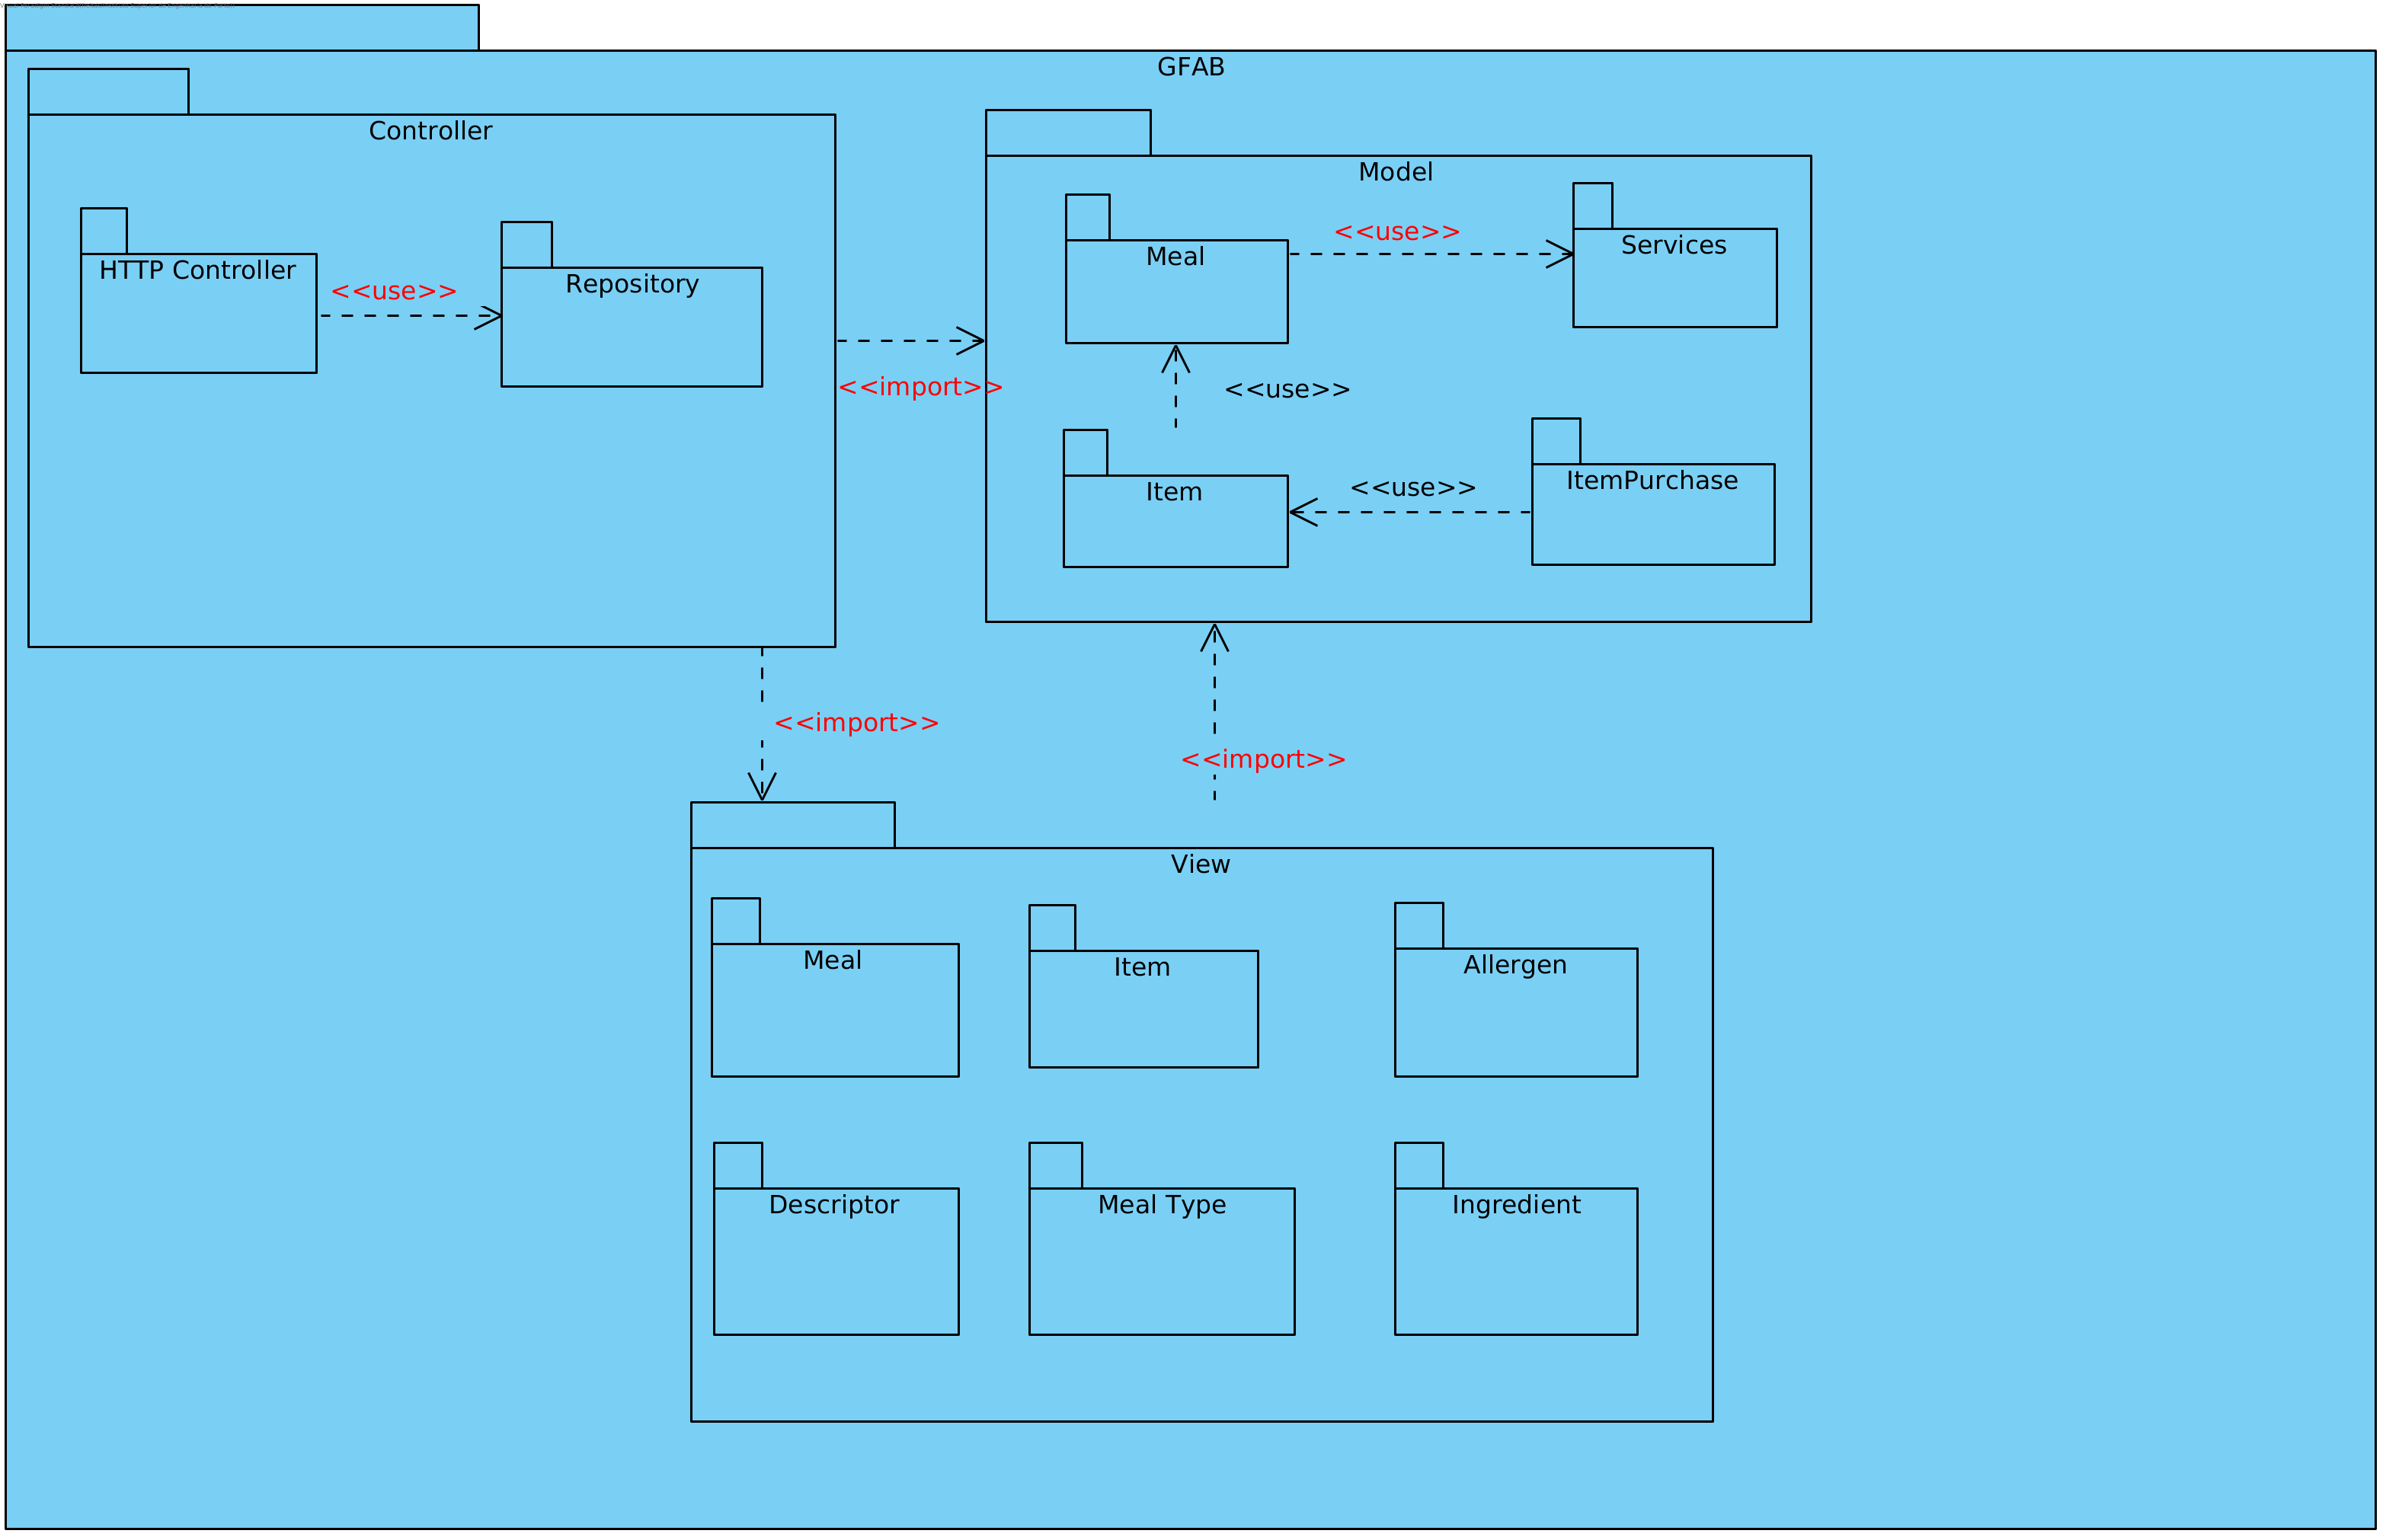 GFAB
Controller
HTTP Controller
<<use>>
Repository
<<import>>
Model
Meal
<<use>>
Services
<<use>>
Item
<<use>>
ItemPurchase
<<import>>
<<import>>
View
Meal
Item
Allergen
Descriptor
Meal Type
Ingredient